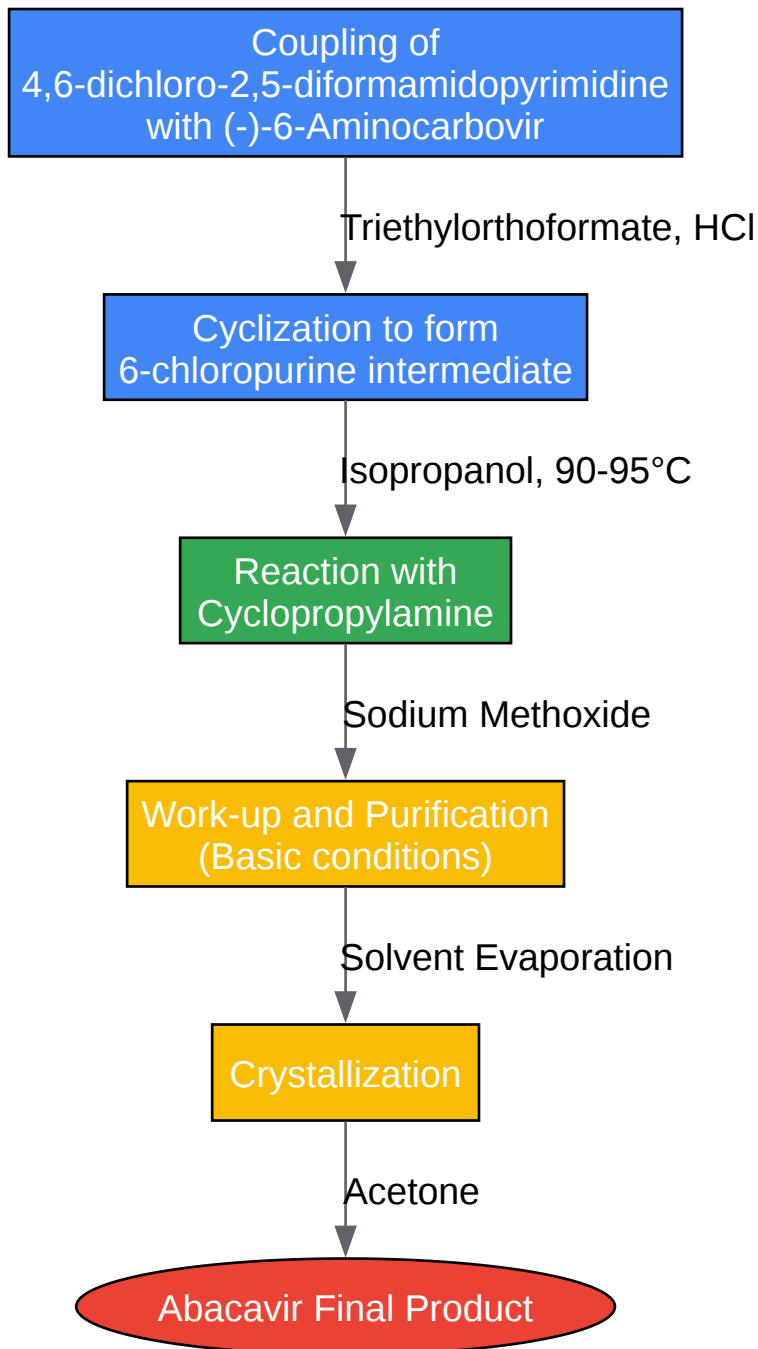 Coupling of
4,6-dichloro-2,5-diformamidopyrimidine
with (-)-6-Aminocarbovir
Triethylorthoformate, HCl
Cyclization to form
6-chloropurine intermediate
Isopropanol, 90-95°C
Reaction with
Cyclopropylamine
Sodium Methoxide
Work-up and Purification
(Basic conditions)
Solvent Evaporation
Crystallization
Acetone
Abacavir Final Product